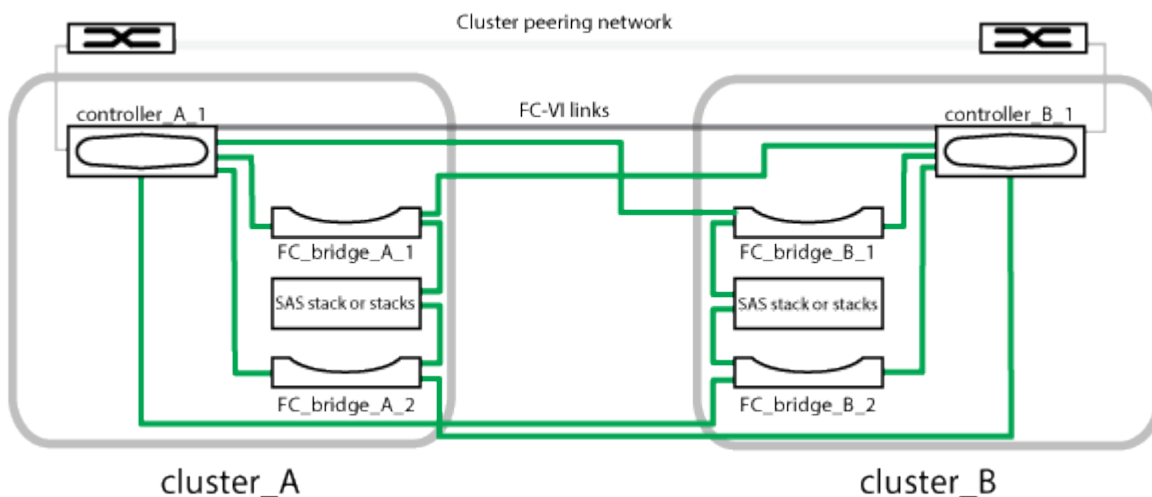 Cluster peering network
controller_A_1
FC-VI links
controller_B_1
FC_bridge_A_1
FC_bridge_B_1
SAS stack or stacks
SAS stack or stacks
FC_bridge_A_2
FC_bridge_B_2
cluster_A
cluster_B